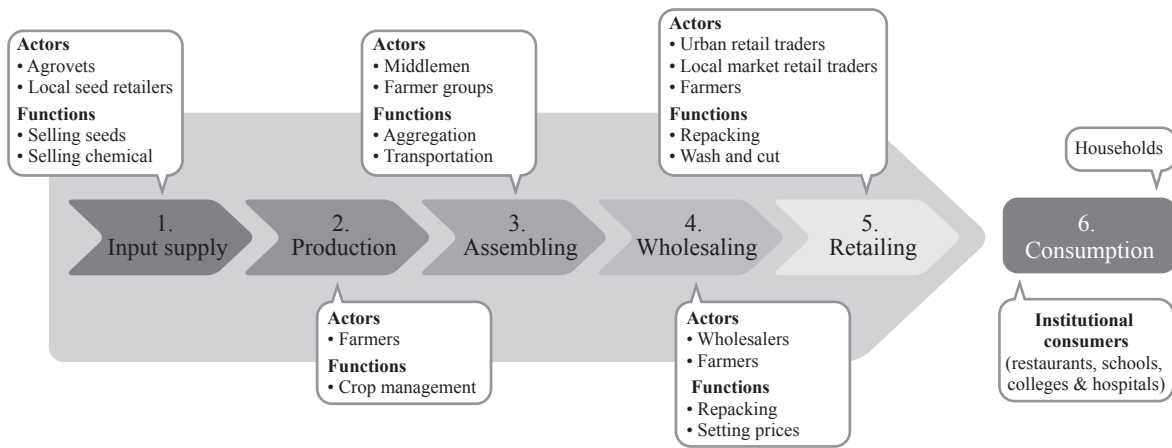 Actors
• Agrovets
• Local seed retailers
Functions
• Selling seeds
• Selling chemical
Actors
• Middlemen
• Farmer groups
Functions
• Aggregation
• Transportation
Actors
• Urban retail traders
• Local market retail traders
• Farmers
Functions
• Repacking
• Wash and cut
Households
1.
Input supply
2.
Production
3.
Assembling
4.
Wholesaling
5.
Retailing
6.
Consumption
Actors
• Farmers
Functions
• Crop management
Actors
• Wholesalers
• Farmers
Functions
• Repacking
• Setting prices
Institutional
consumers
(restaurants, schools,
colleges & hospitals)